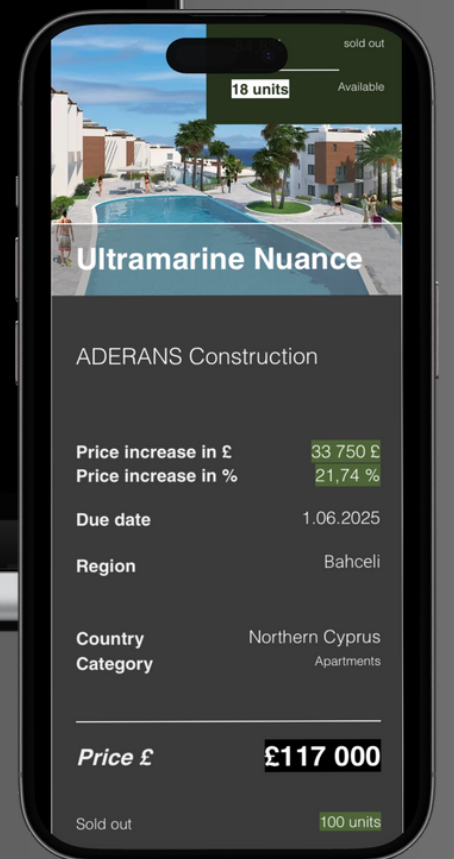 sold out
18 units Available
Ultramarine Nuance
ADERANS Construction
Price increase in £ 33 750 £
Price increase in % 21,74 %
Due date 1.06.2025
Region Bahceli
Country Northern Cyprus
Category Apartments
Price £ £117 000
Sold out 100 units